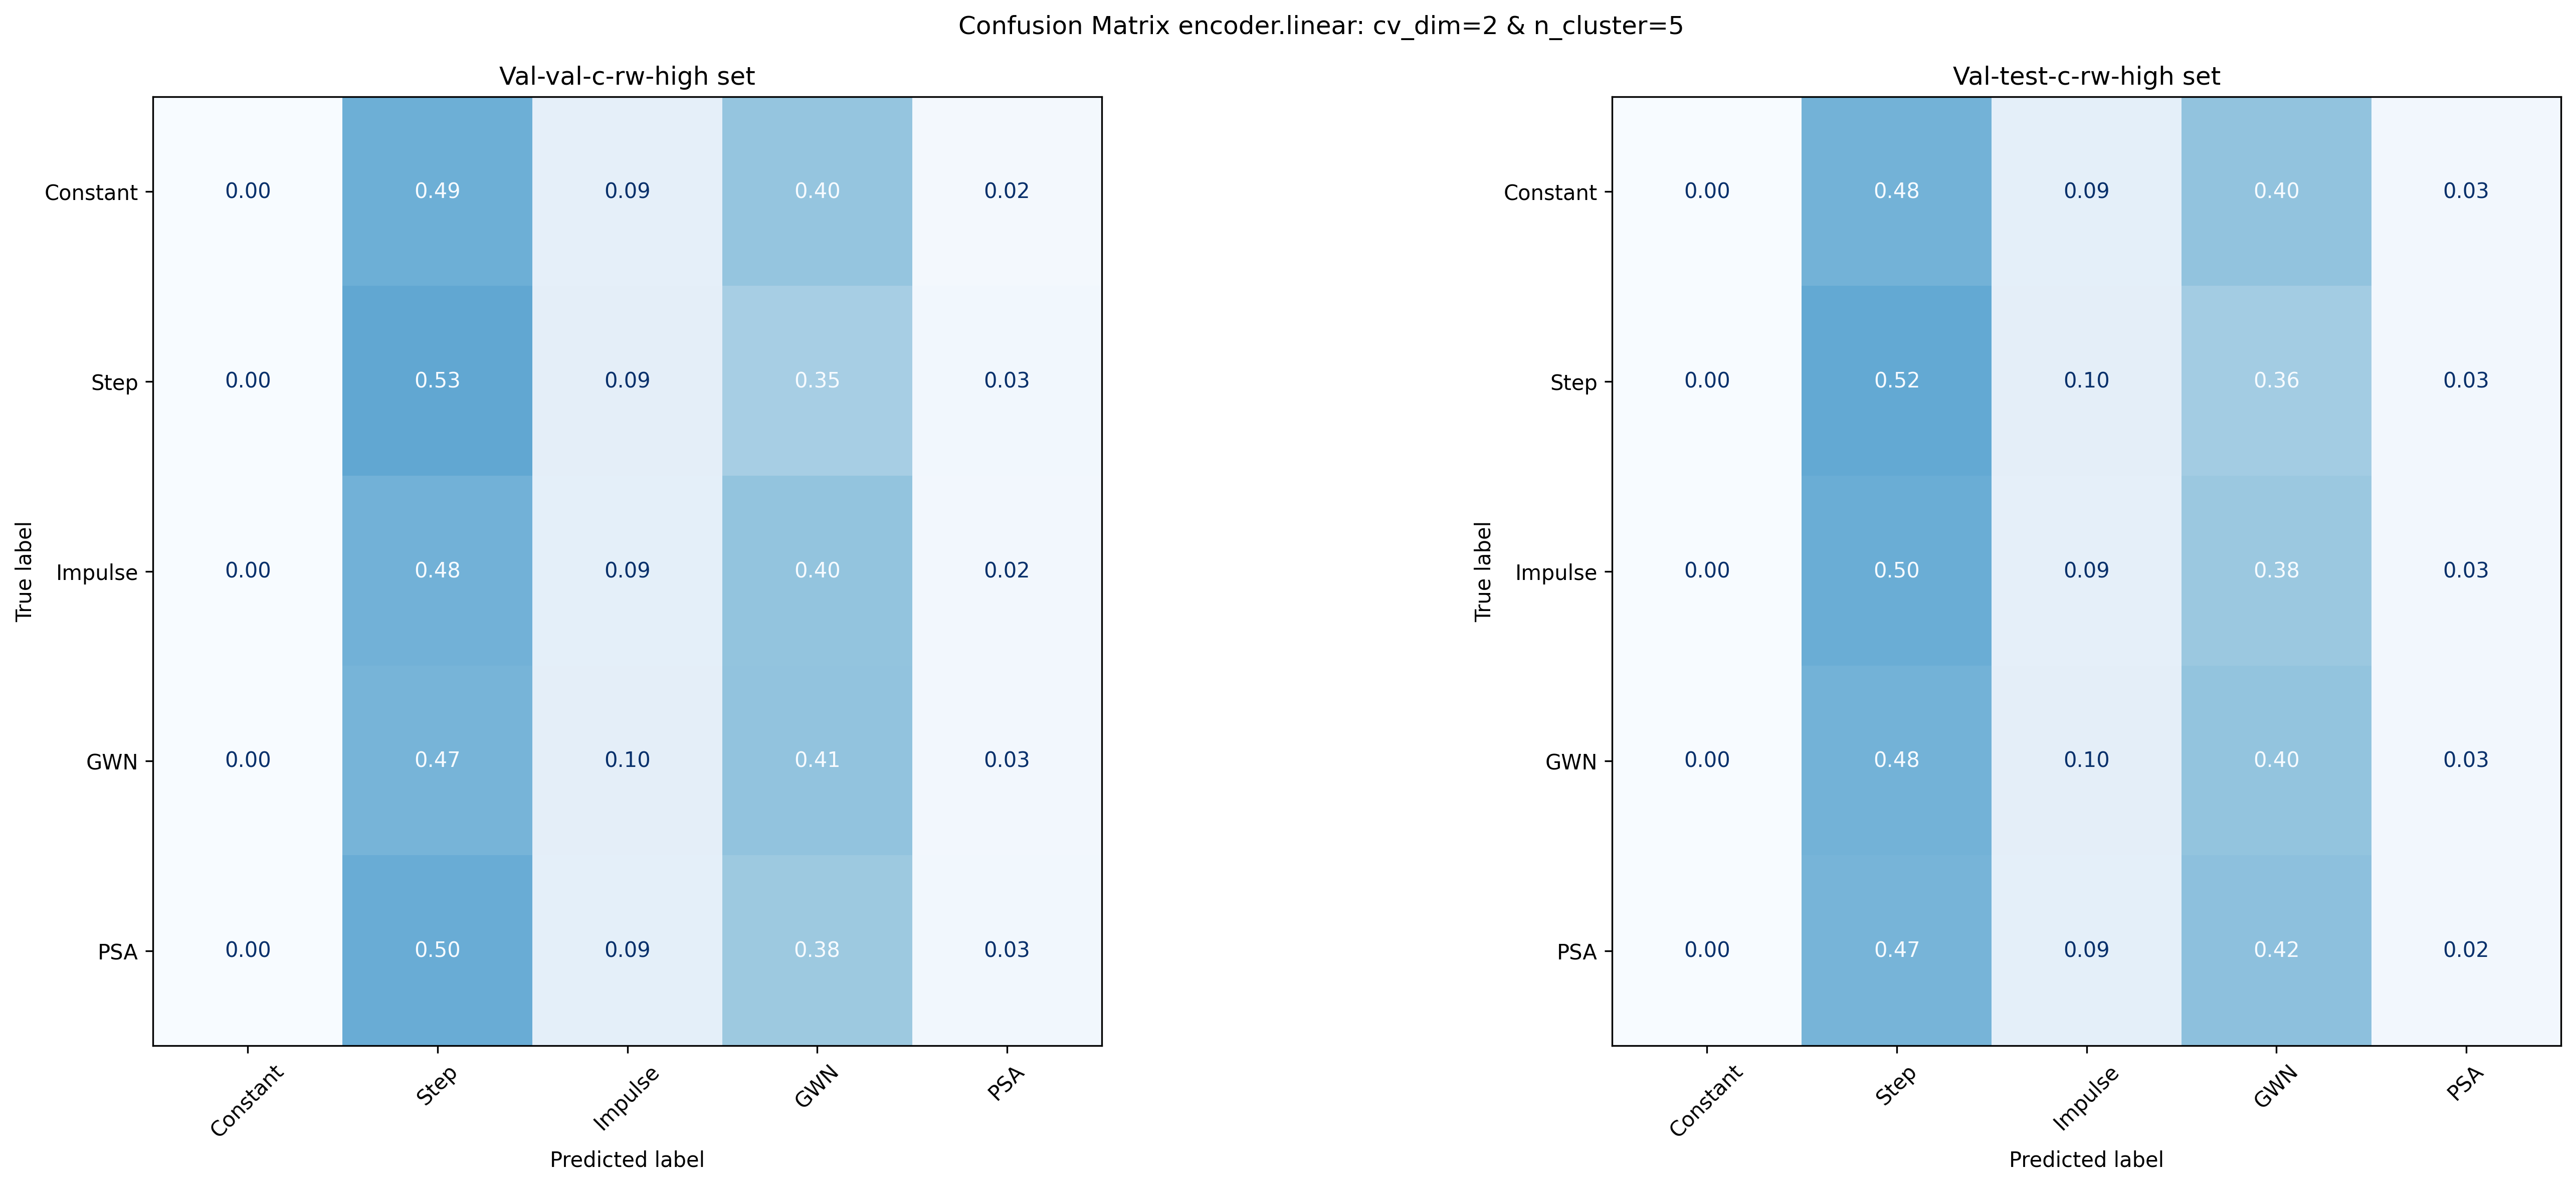 Confusion Matrix encoder.linear: cv_dim=2 & n_cluster=5
Val-val-c-rw-high set
True label
Constant 0.00 0.49 0.09 0.40 0.02
Step 0.00 0.53 0.09 0.35 0.03
Impulse 0.00 0.48 0.09 0.40 0.02
GWN 0.00 0.47 0.10 0.41 0.03
PSA 0.00 0.50 0.09 0.38 0.03
Constant Step Impulse GWN PSA
Predicted label
Val-test-c-rw-high set
True label
Constant 0.00 0.48 0.09 0.40 0.03
Step 0.00 0.52 0.10 0.36 0.03
Impulse 0.00 0.50 0.09 0.38 0.03
GWN 0.00 0.48 0.10 0.40 0.03
PSA 0.00 0.47 0.09 0.42 0.02
Constant Step Impulse GWN PSA
Predicted label